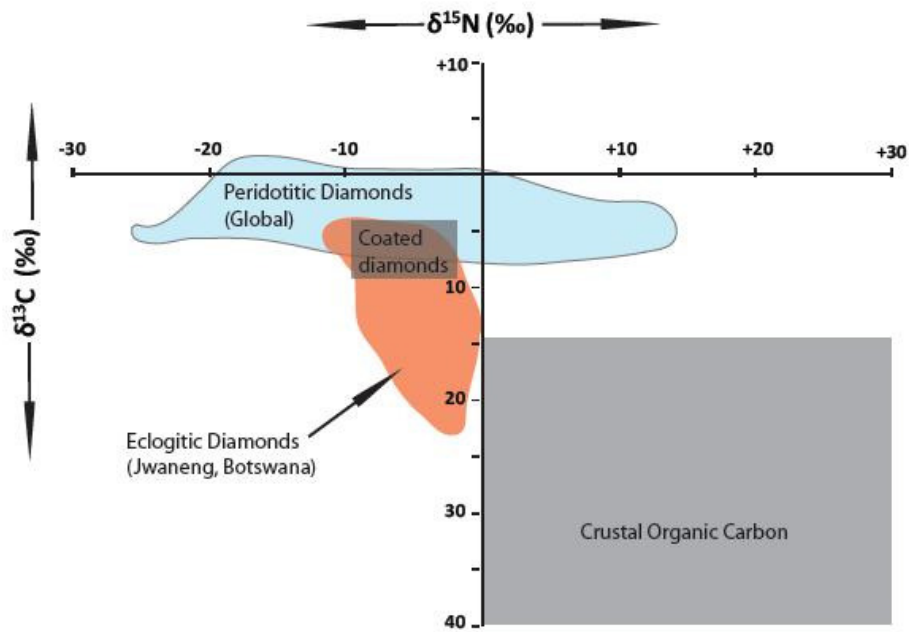 δ¹⁵N (‰)
+10
-30
-20
-10
+10
+20
+30
Peridotitic Diamonds
(Global)
Coated
diamonds
δ¹³C (‰)
10
20
Eclogitic Diamonds
(Jwaneng, Botswana)
30
Crustal Organic Carbon
40